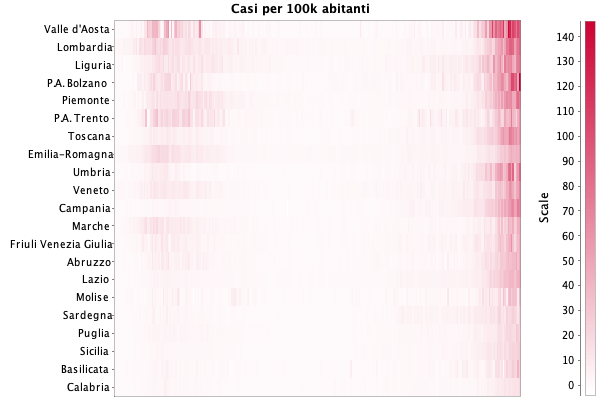 Casi per 100k abitanti
Valle d'Aosta
Lombardia
Liguria
P.A. Bolzano
Piemonte
P.A. Trento
Toscana
Emilia-Romagna
Umbria
Veneto
Campania
Marche
Friuli Venezia Giulia
Abruzzo
Lazio
Molise
Sardegna
Puglia
Sicilia
Basilicata
Calabria
Scale
140
130
120
110
100
90
80
70
60
50
40
30
20
10
0